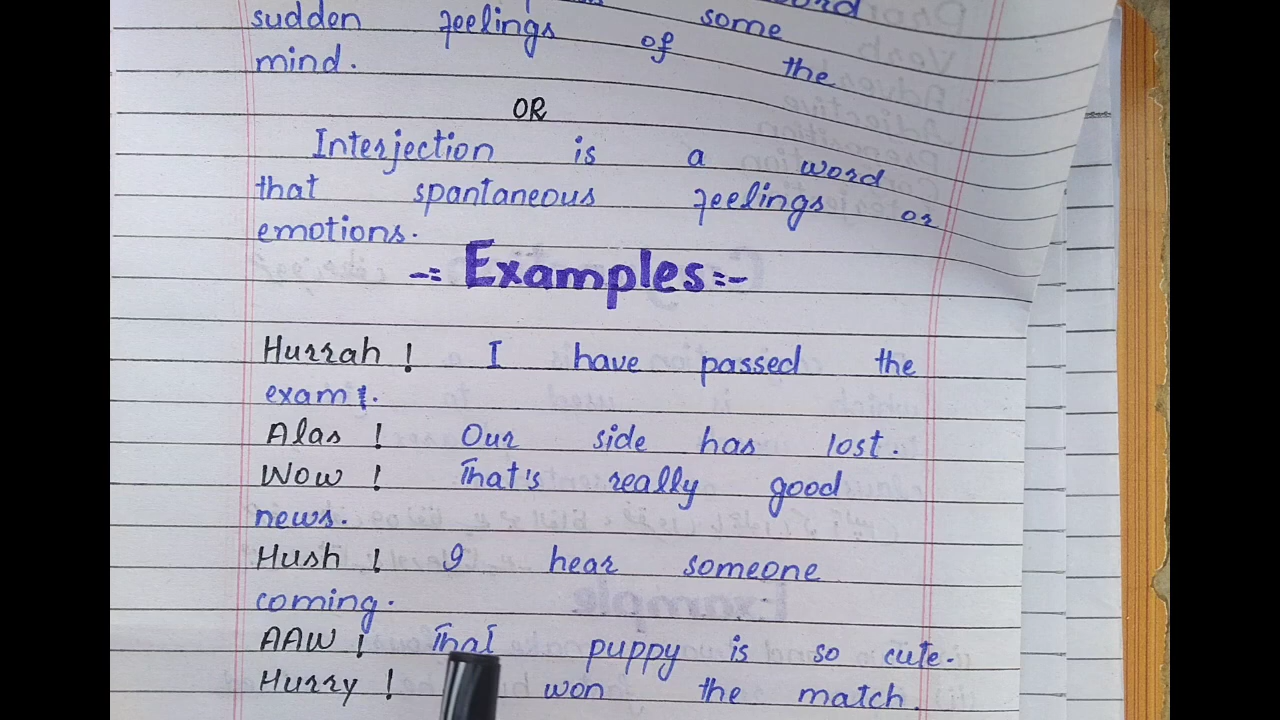 sudden feelings of some
mind. the
OR
Interjection is a word
that spontaneous feelings or
emotions.
-:Examples:-
Hurrah ! I have passed the
exam.
Alas ! Our side has lost.
Wow ! That's really good
news.
Hush ! I hear someone
coming.
AAW ! That puppy is so cute.
Hurry ! won the match.